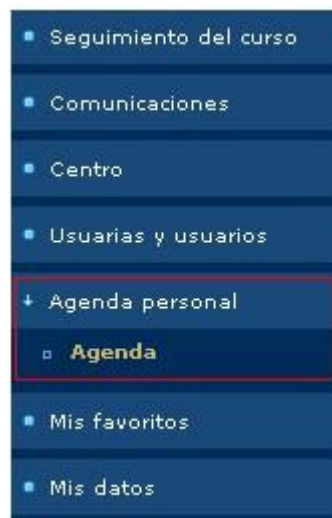 Seguimiento del curso
Comunicaciones
Centro
Usuarias y usuarios
Agenda personal
Agenda
Mis favoritos
Mis datos